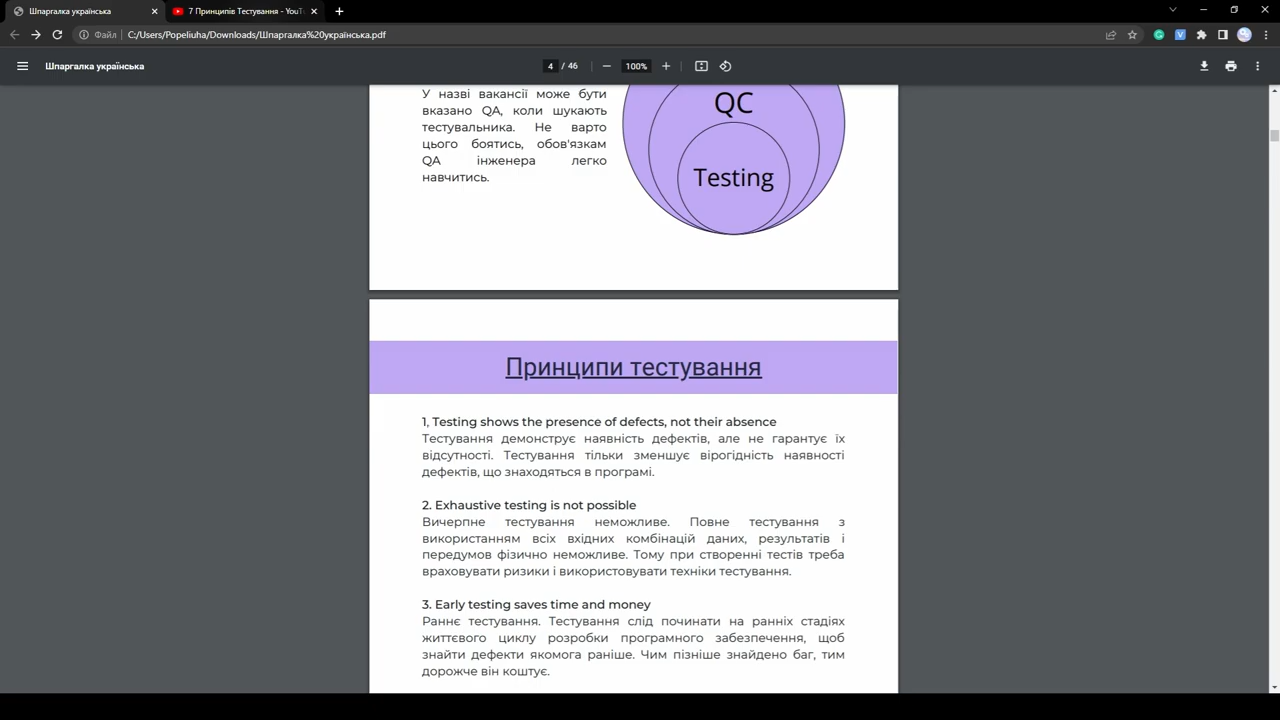 Шпаргалка українська
7 Принципів Тестування - YouTu
Файл
C:/Users/Popeliuha/Downloads/Шпаргалка%20українська.pdf
Шпаргалка українська
4 / 46
100%
У назві вакансії може бути
вказано QA, коли шукають
тестувальника. Не варто
цього боятись, обов'язкам
QA інженера легко
навчитись.
QC
Testing
Принципи тестування
1, Testing shows the presence of defects, not their absence
Тестування демонструє наявність дефектів, але не гарантує їх
відсутності. Тестування тільки зменшує вірогідність наявності
дефектів, що знаходяться в програмі.
2. Exhaustive testing is not possible
Вичерпне тестування неможливе. Повне тестування з
використанням всіх вхідних комбінацій даних, результатів і
передумов фізично неможливе. Тому при створенні тестів треба
враховувати ризики і використовувати техніки тестування.
3. Early testing saves time and money
Раннє тестування. Тестування слід починати на ранніх стадіях
життєвого циклу розробки програмного забезпечення, щоб
знайти дефекти якомога раніше. Чим пізніше знайдено баг, тим
дорожче він коштує.